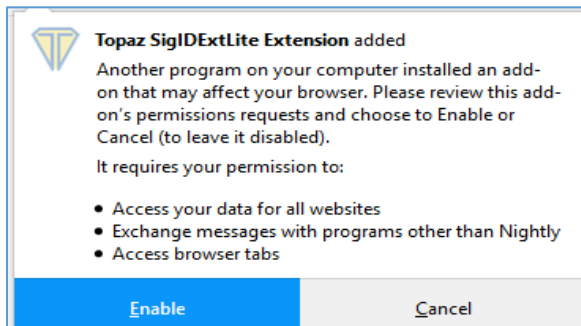 Topaz SigIDExtLite Extension added
Another program on your computer installed an add-
on that may affect your browser. Please review this add-
on's permissions requests and choose to Enable or
Cancel (to leave it disabled).
It requires your permission to:
• Access your data for all websites
• Exchange messages with programs other than Nightly
• Access browser tabs
Enable
Cancel